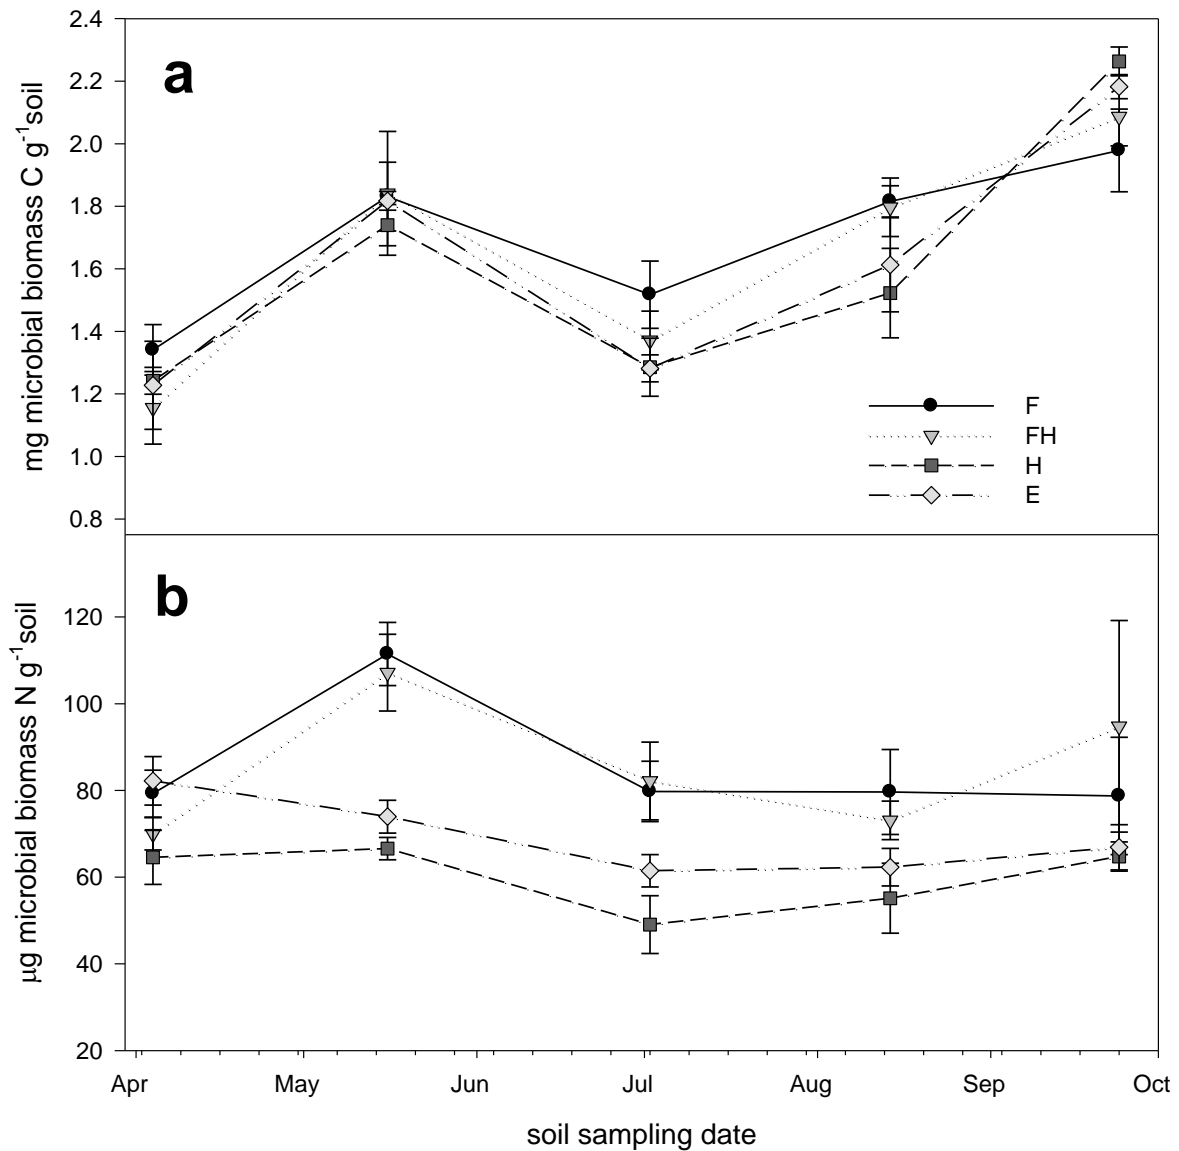 a
mg microbial biomass C g-1soil
2.4
2.2
2.0
1.8
1.6
1.4
1.2
1.0
0.8
F
FH
H
E
b
µg microbial biomass N g-1soil
120
100
80
60
40
20
Apr May Jun Jul Aug Sep Oct
soil sampling date